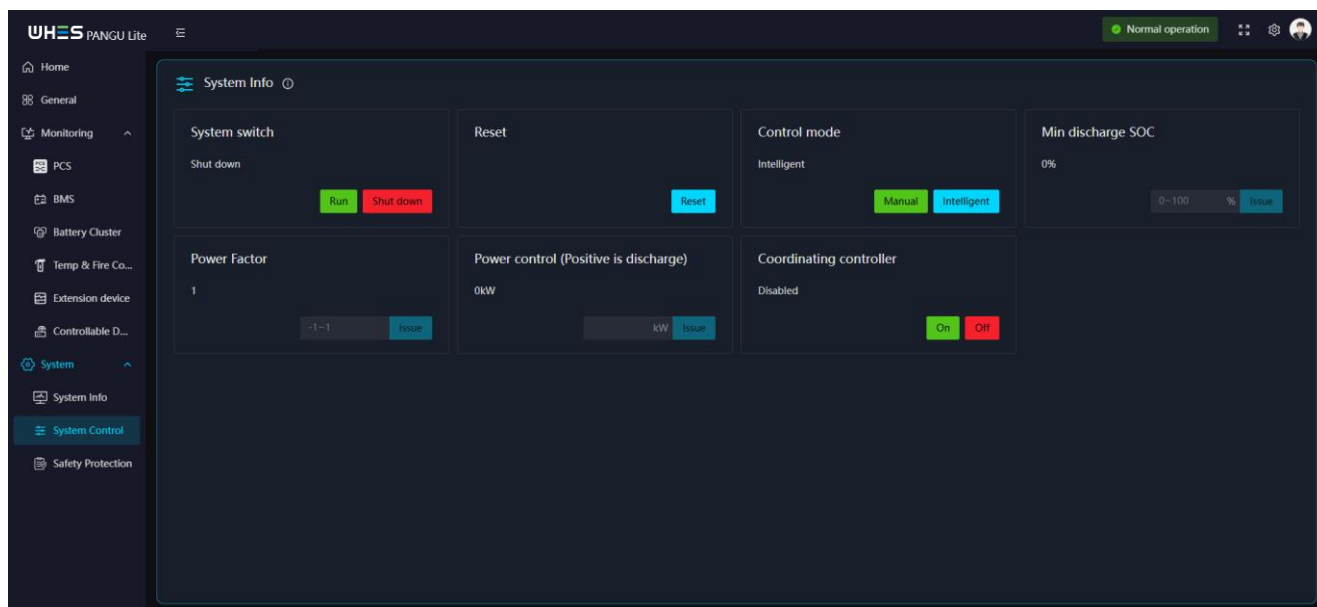 WHES PANGU Lite
Normal operation
Home
General
Monitoring
PCS
PCS
BMS
Battery Cluster
Temp & Fire Co...
Extension device
Controllable D...
System
System Info
System Control
Safety Protection
System Info
System switch
Shut down
Run Shut down
Reset
Reset
Control mode
Intelligent
Manual Intelligent
Min discharge SOC
0%
0~100 % Issue
Power Factor
1
-1~1 Issue
Power control (Positive is discharge)
0kW
kW Issue
Coordinating controller
Disabled
On Off